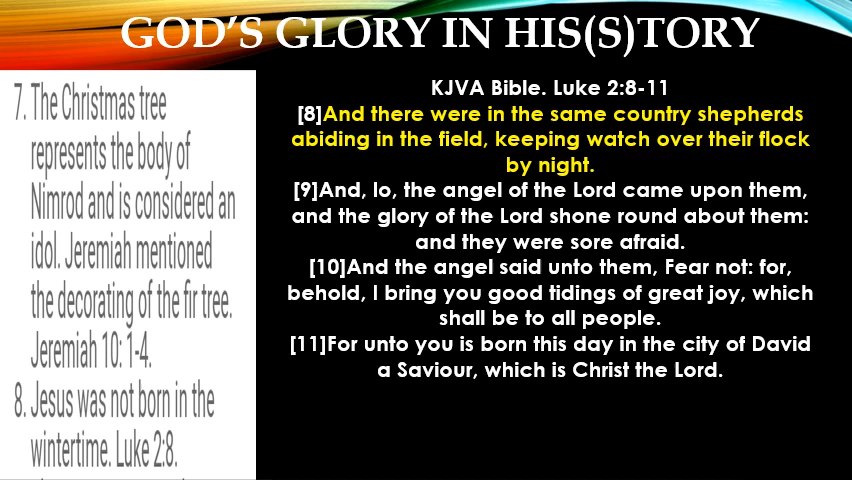 GOD'S GLORY IN HIS(S)TORY
7. The Christmas tree
represents the body of
Nimrod and is considered an
idol. Jeremiah mentioned
the decorating of the fir tree.
Jeremiah 10: 1-4.
8. Jesus was not born in the
wintertime. Luke 2:8.
KJVA Bible. Luke 2:8-11
[8]And there were in the same country shepherds
abiding in the field, keeping watch over their flock
by night.
[9]And, lo, the angel of the Lord came upon them,
and the glory of the Lord shone round about them:
and they were sore afraid.
[10]And the angel said unto them, Fear not: for,
behold, I bring you good tidings of great joy, which
shall be to all people.
[11]For unto you is born this day in the city of David
a Saviour, which is Christ the Lord.